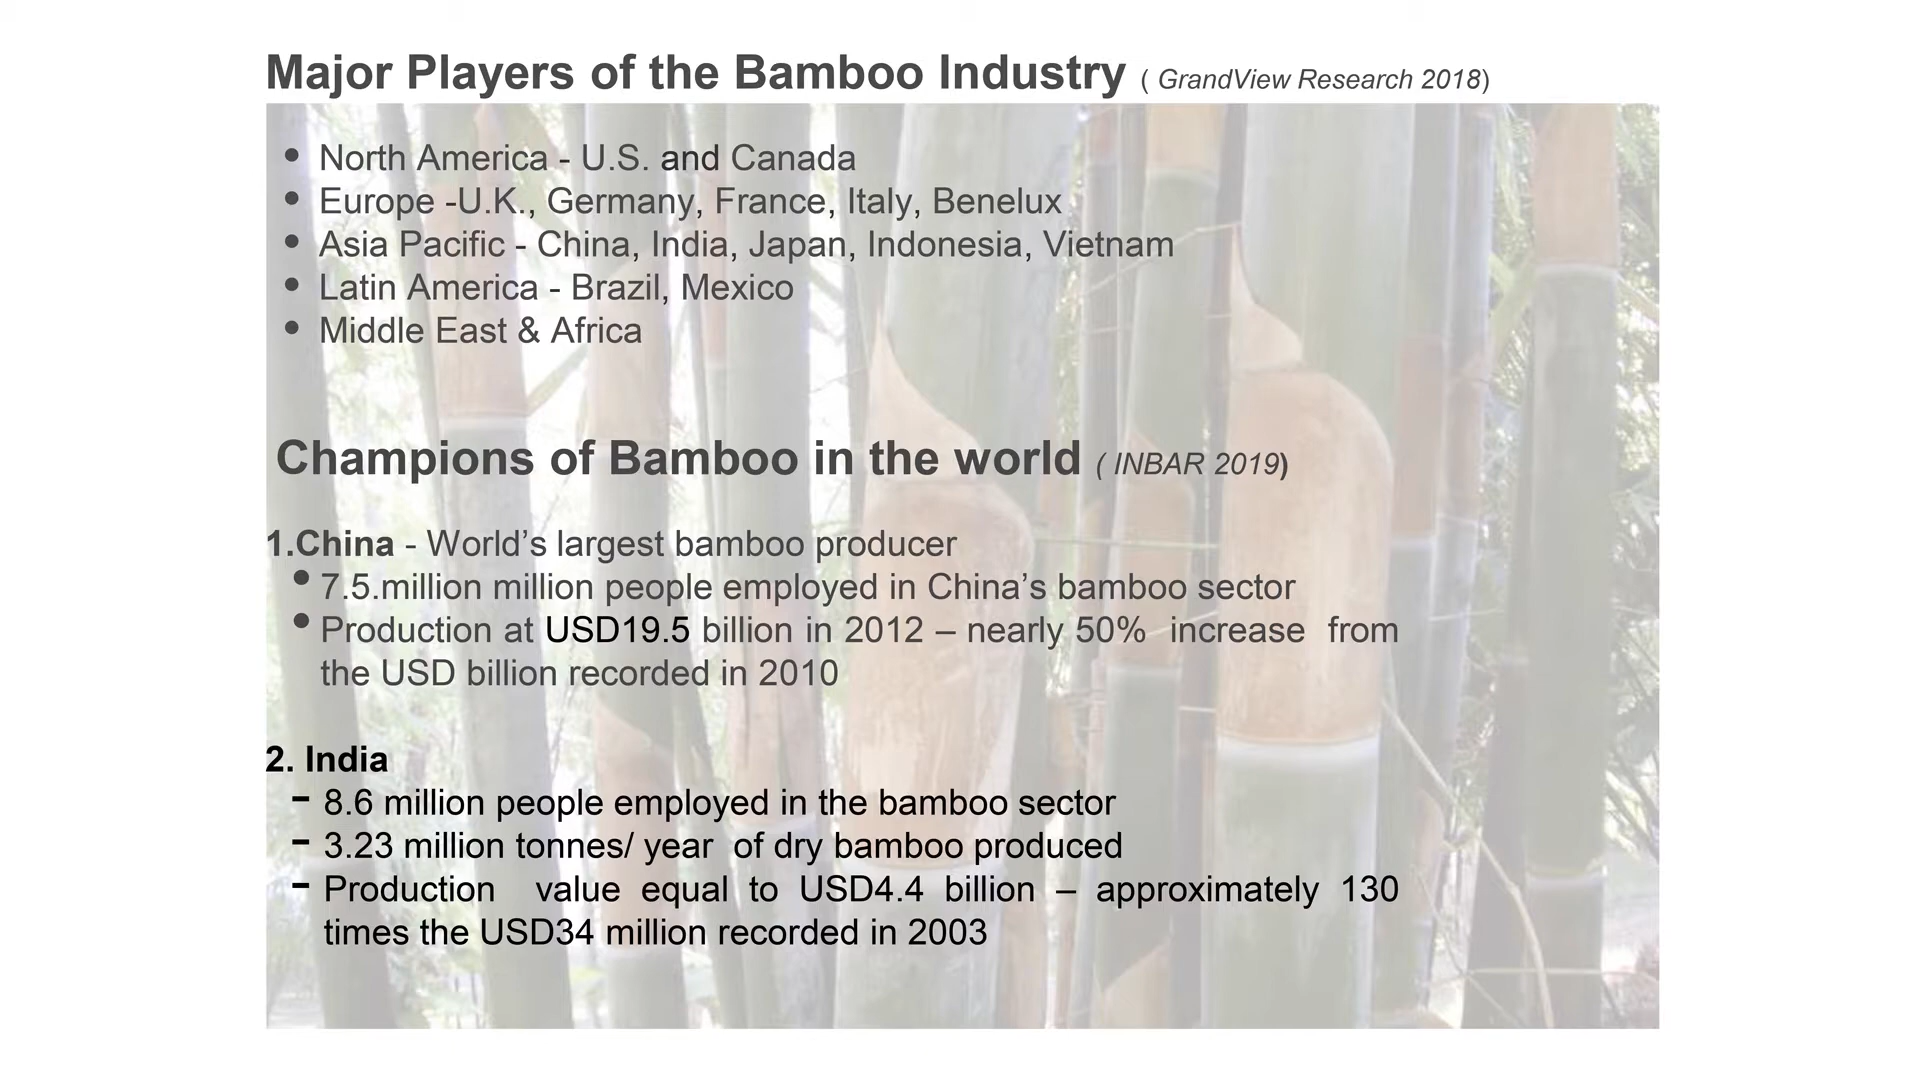 Major Players of the Bamboo Industry ( GrandView Research 2018)
• North America - U.S. and Canada
• Europe -U.K., Germany, France, Italy, Benelux
• Asia Pacific - China, India, Japan, Indonesia, Vietnam
• Latin America - Brazil, Mexico
• Middle East & Africa
Champions of Bamboo in the world ( INBAR 2019)
1.China - World’s largest bamboo producer
• 7.5.million million people employed in China’s bamboo sector
• Production at USD19.5 billion in 2012 – nearly 50% increase from
the USD billion recorded in 2010
2. India
- 8.6 million people employed in the bamboo sector
- 3.23 million tonnes/ year of dry bamboo produced
- Production value equal to USD4.4 billion – approximately 130
times the USD34 million recorded in 2003